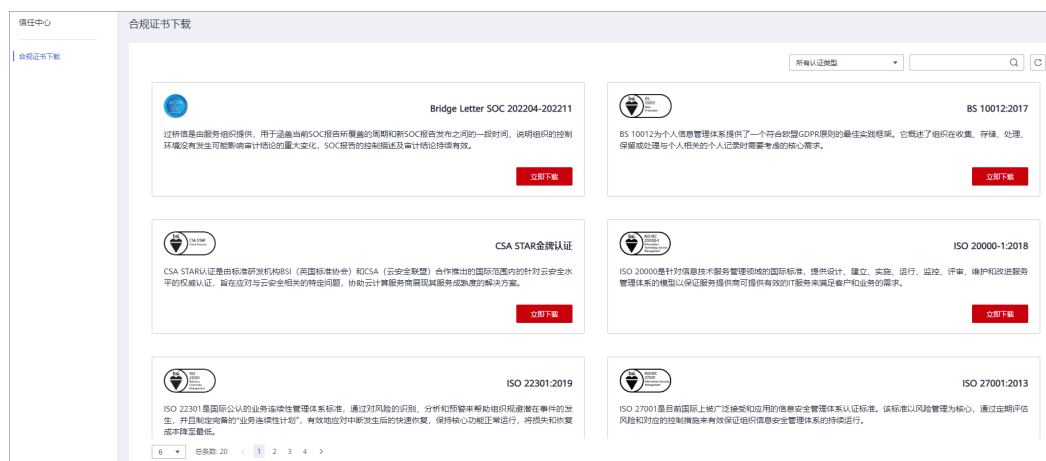 信任中心
合规证书下载
合规证书下载
所有认证类型
Bridge Letter SOC 202204-202211
过桥信是由服务组织提供，用于涵盖当前SOC报告所覆盖的周期和新SOC报告发布之间的一段时间，说明组织的控制
环境没有发生可能影响审计结论的重大变化，SOC报告的控制描述及审计结论持续有效。
立即下载
BS 10012:2017
BS 10012为个人信息管理体系提供了一个符合欧盟GDPR原则的最佳实践框架。它概述了组织在收集、存储、处理、
保留或处理与个人相关的个人记录时需要考虑的核心需求。
立即下载
CSA STAR
CSA STAR金牌认证
CSA STAR认证是由标准研发机构BSI（英国标准协会）和CSA（云安全联盟）合作推出的国际范围内的针对云安全水
平的权威认证，旨在应对与云安全相关的特定问题，协助云计算服务商展现其服务成熟度的解决方案。
立即下载
ISO 20000-1:2018
ISO 20000是针对信息技术服务管理领域的国际标准，提供设计、建立、实施、运行、监控、评审、维护和改进服务
管理体系的模型以保证服务提供商可提供有效的IT服务来满足客户和业务的需求。
立即下载
ISO 22301:2019
ISO 22301是国际公认的业务连续性管理体系标准，通过对风险的识别、分析和预警来帮助组织规避潜在事件的发
生，并且制定完备的“业务连续性计划”，有效地应对中断发生后的快速恢复，保持核心功能正常运行，将损失和恢复
成本降至最低。
ISO 27001:2013
ISO 27001是目前国际上被广泛接受和应用的信息安全管理体系认证标准。该标准以风险管理为核心，通过定期评估
风险和对应的控制措施来有效保证组织信息安全管理体系的持续运行。
6 总条数: 20 < 1 2 3 4 >